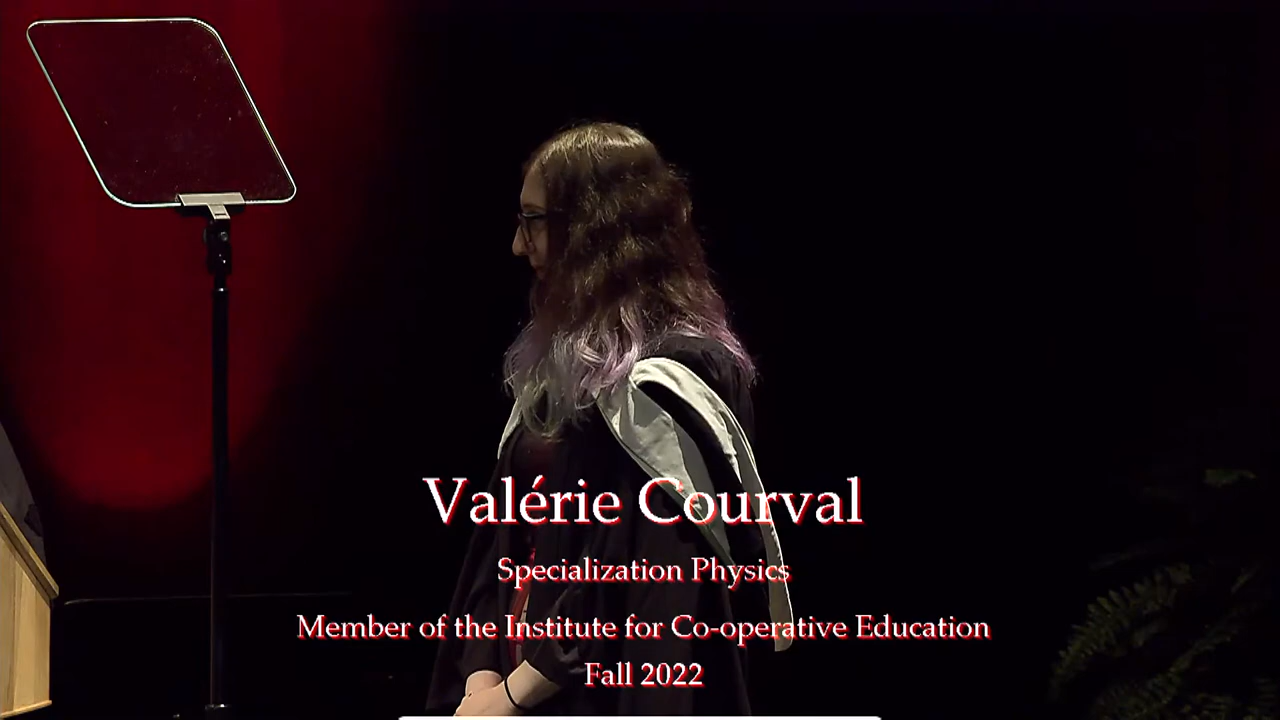 Valérie Courval
Specialization Physics
Member of the Institute for Co-operative Education
Fall 2022